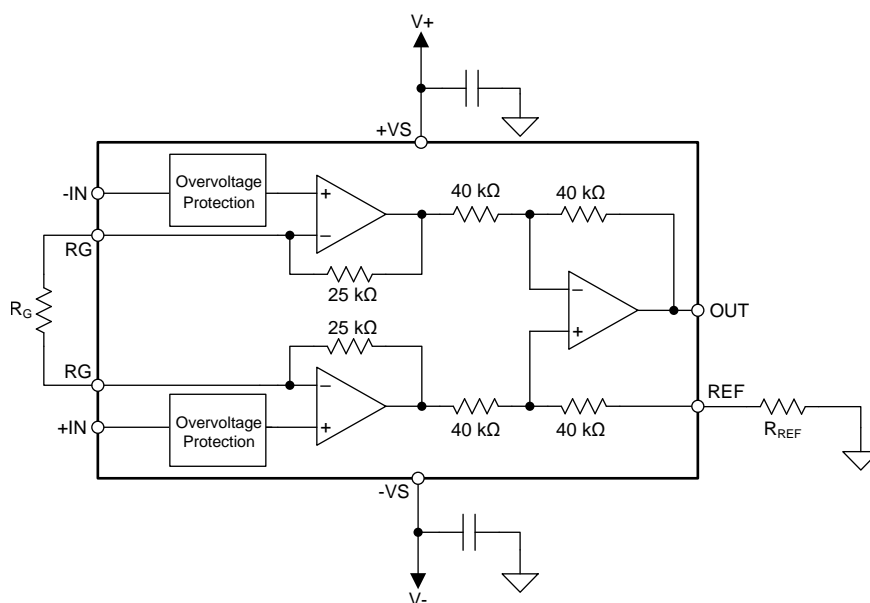 V+
+VS
-IN
Overvoltage
Protection
+
−
RG
25 kΩ
40 kΩ
40 kΩ
RG
25 kΩ
−
+
OUT
RG
−
+
+IN
Overvoltage
Protection
40 kΩ
40 kΩ
REF
RREF
-VS
V-